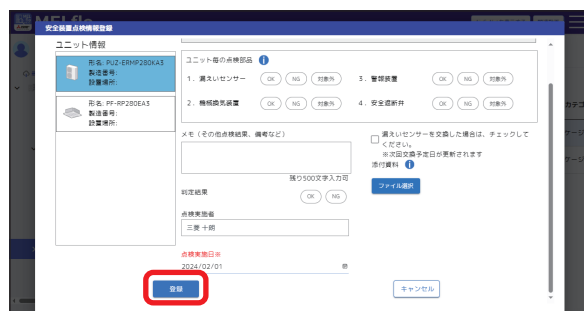 MELflo
安全装置点検情報登録
ユニット情報
形名: PUZ-ERMP280KA3
製造番号:
設置場所:
形名: PF-RP280EA3
製造番号:
設置場所:
ユニット毎の点検部品
1. 漏えいセンサー OK NG 対象外
3. 警報装置 OK NG 対象外
2. 機械換気装置 OK NG 対象外
4. 安全遮断弁 OK NG 対象外
メモ（その他点検結果、備考など）
残り500文字入力可
漏えいセンサーを交換した場合は、チェックして
ください。
※次回交換予定日が更新されます
添付資料
ファイル選択
判定結果
OK NG
点検実施者
三菱 十朗
点検実施日※
2024/02/01
登録
キャンセル